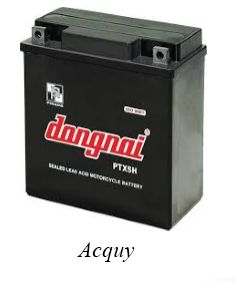 dongnai
PTX5H
SEALED LEAD ACID MOTORCYCLE BATTERY
Acquy